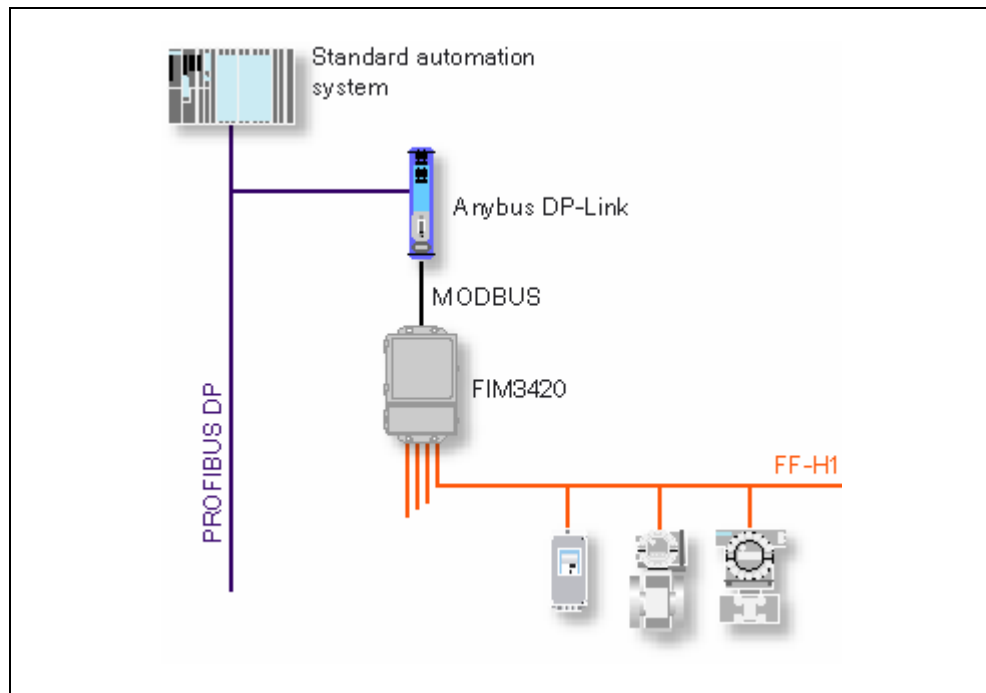 Standard automation
system
Anybus DP-Link
MODBUS
FIM3420
PROFIBUS DP
FF-H1